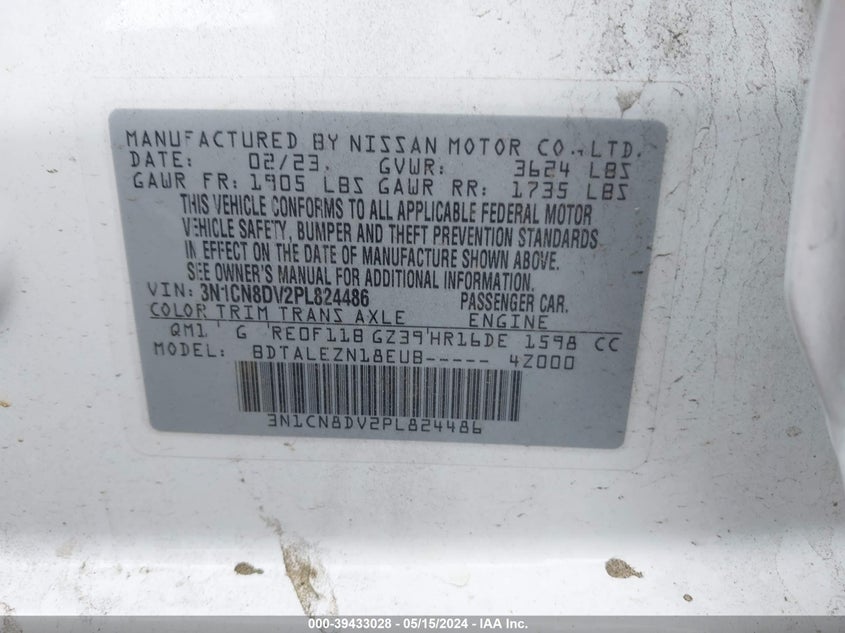 MANUFACTURED BY NISSAN MOTOR CO., LTD.
DATE: 02/23 GVWR: 3624 LBS
GAWR FR: 1905 LBS GAWR RR: 1735 LBS
THIS VEHICLE CONFORMS TO ALL APPLICABLE FEDERAL MOTOR
VEHICLE SAFETY, BUMPER AND THEFT PREVENTION STANDARDS
IN EFFECT ON THE DATE OF MANUFACTURE SHOWN ABOVE.
SEE OWNER'S MANUAL FOR ADDITIONAL INFORMATION.
VIN: 3N1CN8DV2PL824486 PASSENGER CAR.
COLOR TRIM TRANS AXLE ENGINE
QM1 G RE0F11B GZ39 HR16DE 1598 CC
MODEL: BDTALEZN18EUB----- 4Z000
3N1CN8DV2PL824486
000-39433028 - 05/15/2024 - IAA Inc.